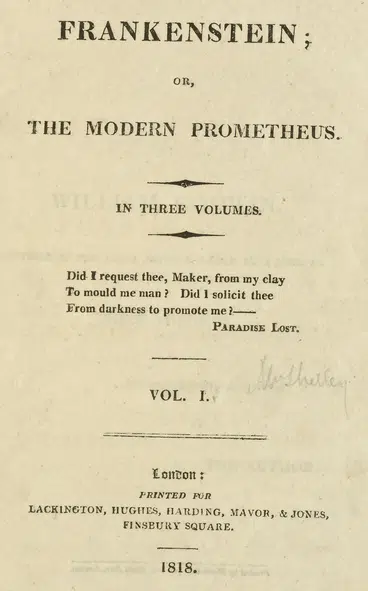 FRANKENSTEIN;
OR,
THE MODERN PROMETHEUS.
IN THREE VOLUMES.
Did I request thee, Maker, from my clay
To mould me man? Did I solicit thee
From darkness to promote me?——
PARADISE LOST.
VOL. I.
Shelley
London:
PRINTED FOR
LACKINGTON, HUGHES, HARDING, MAVOR, & JONES,
FINSBURY SQUARE.
1818.